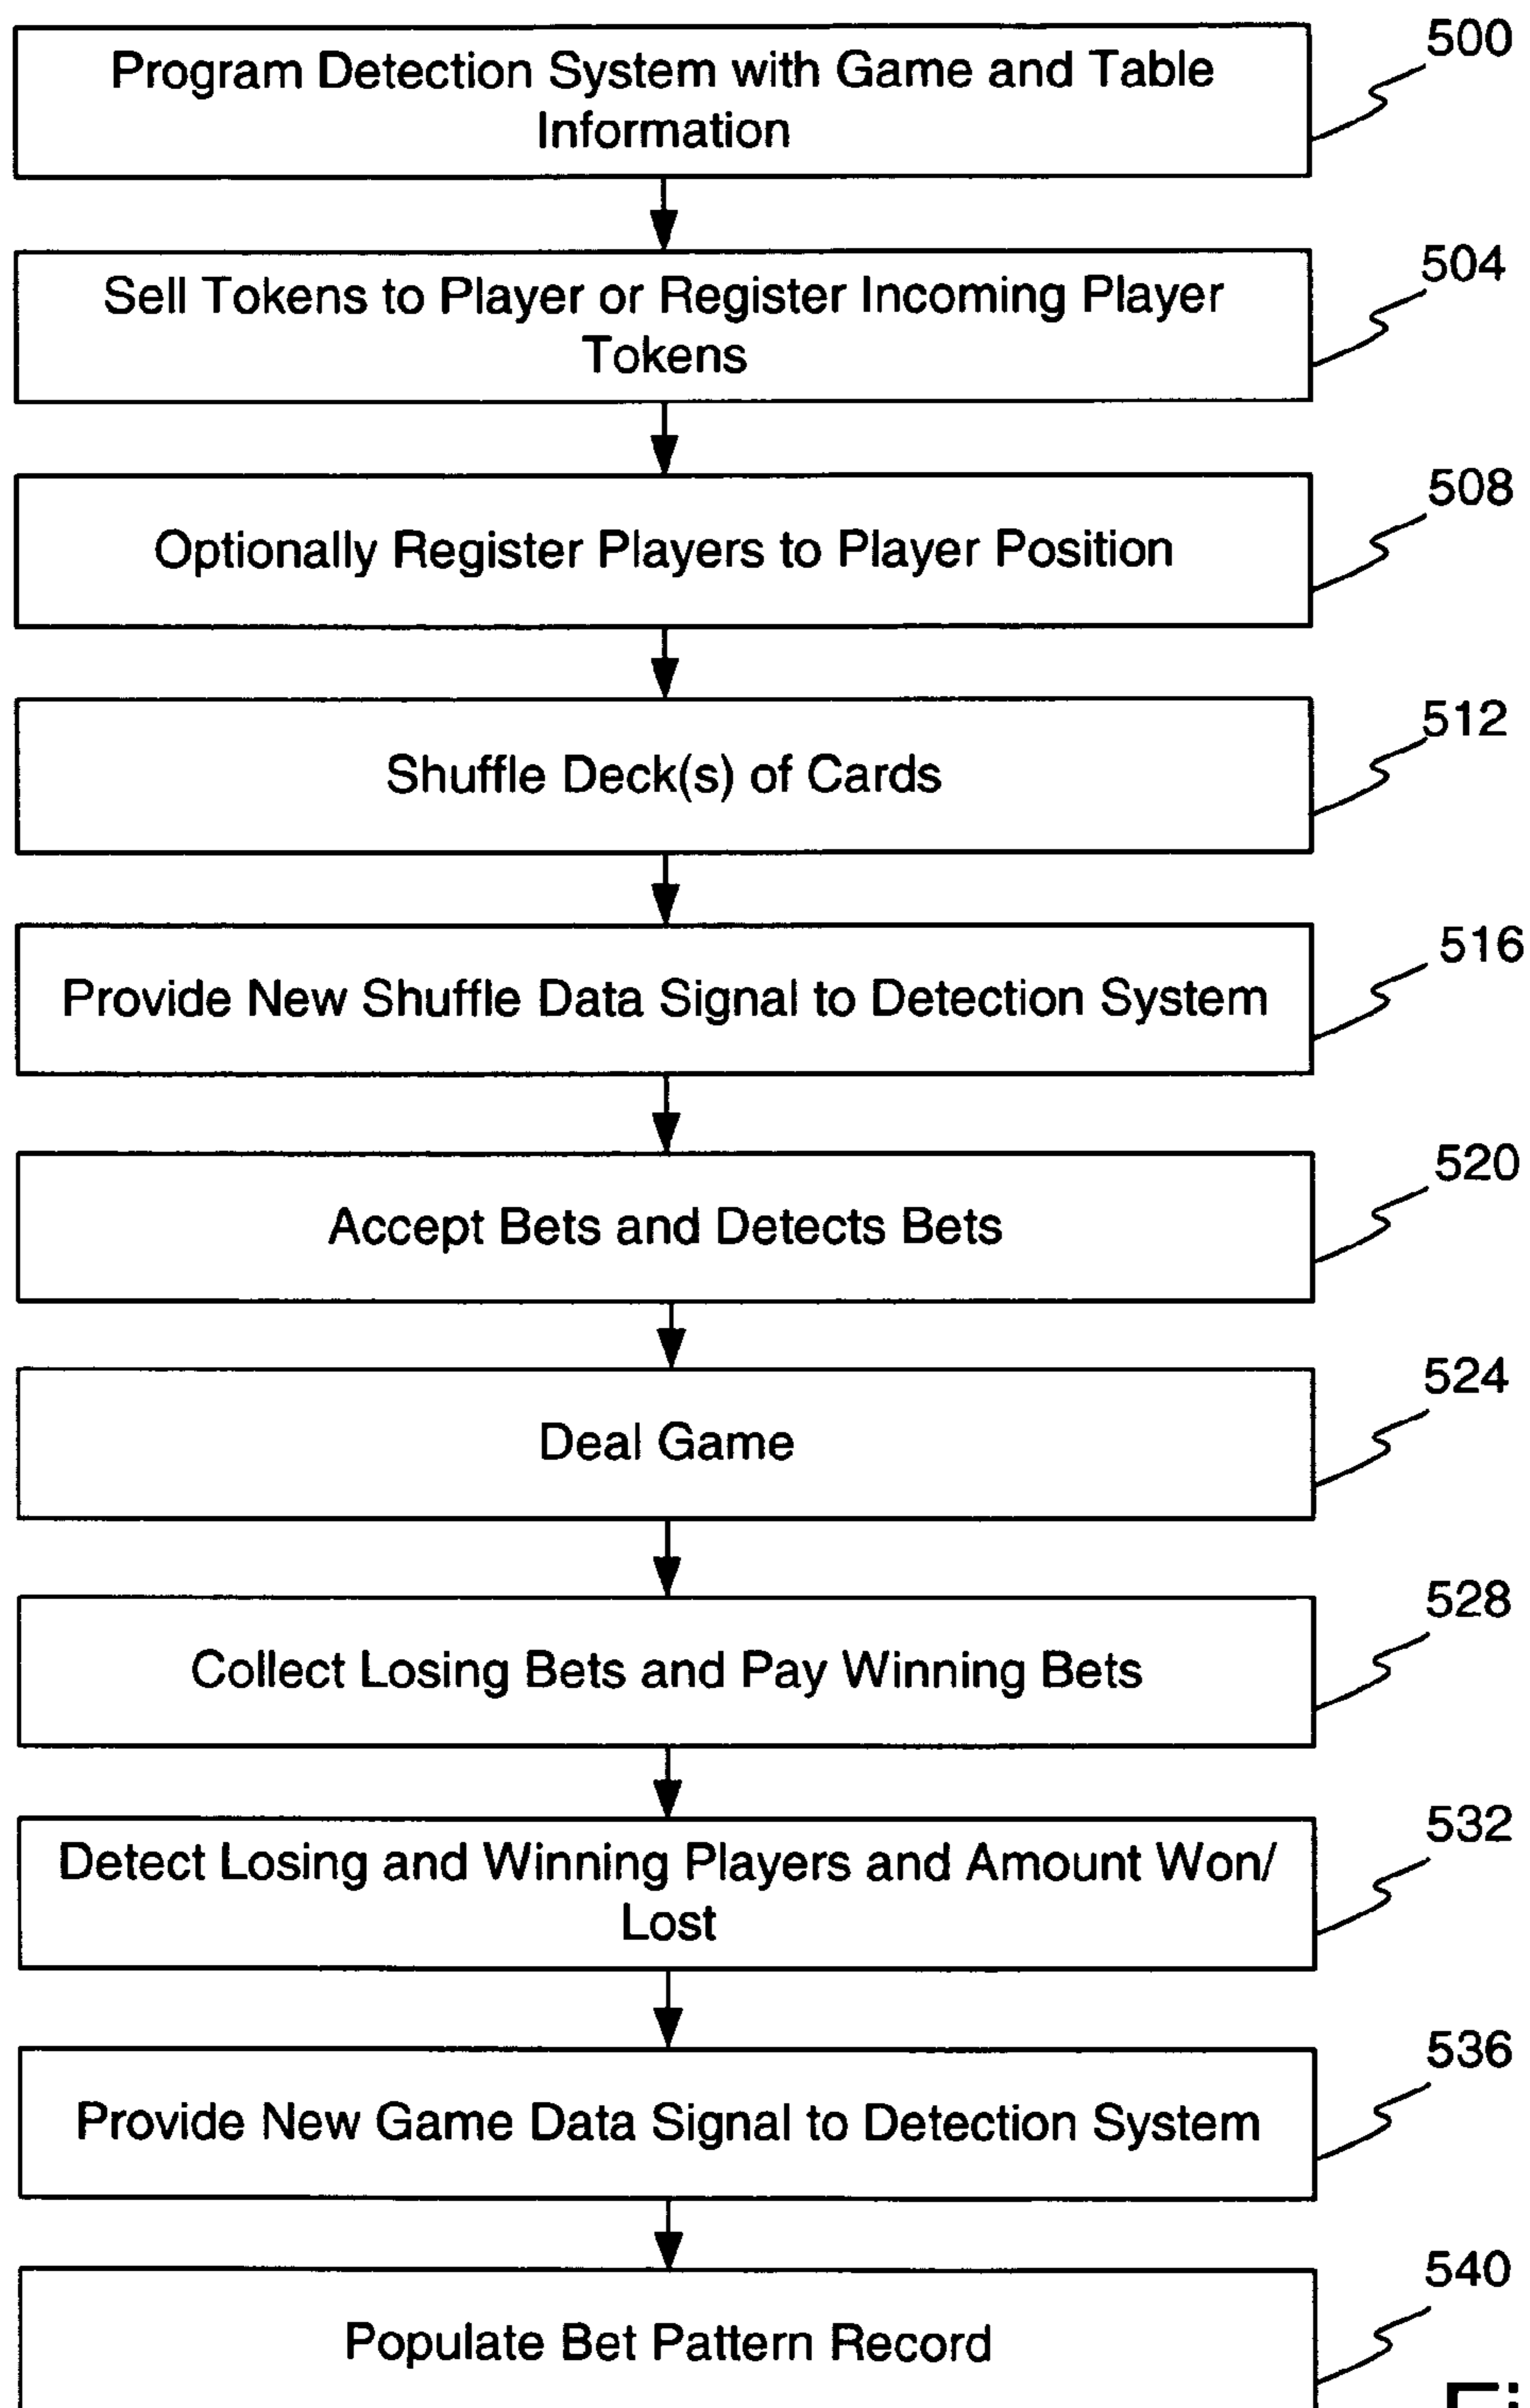 500
Program Detection System with Game and Table
Information
504
Sell Tokens to Player or Register Incoming Player
Tokens
508
Optionally Register Players to Player Position
512
Shuffle Deck(s) of Cards
516
Provide New Shuffle Data Signal to Detection System
520
Accept Bets and Detects Bets
524
Deal Game
528
Collect Losing Bets and Pay Winning Bets
532
Detect Losing and Winning Players and Amount Won/
Lost
536
Provide New Game Data Signal to Detection System
540
Populate Bet Pattern Record